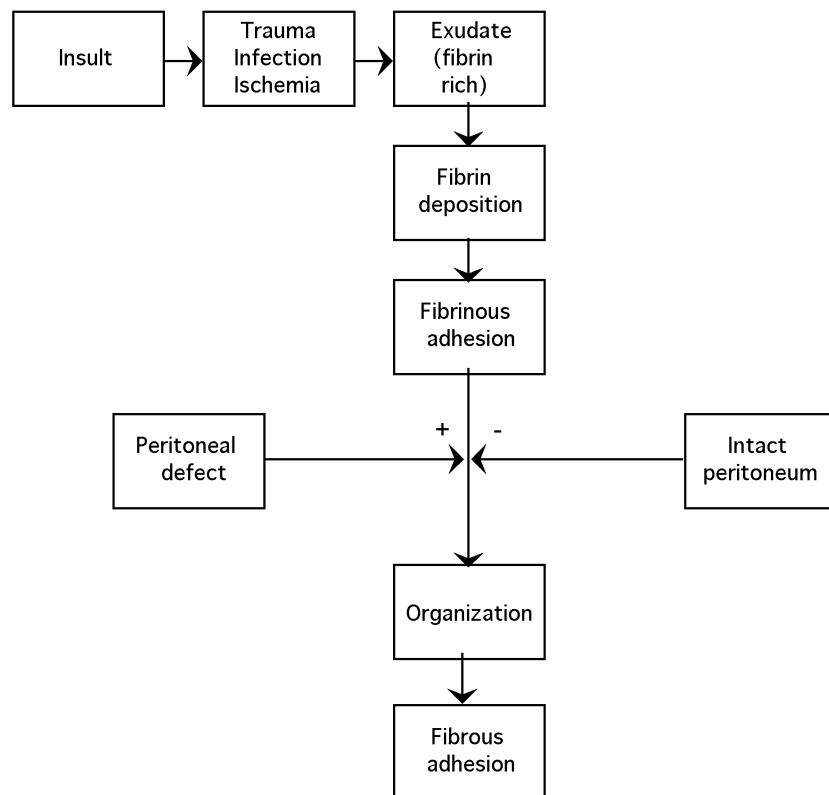 Insult
Trauma
Infection
Ischemia
Exudate
(fibrin
rich)
Fibrin
deposition
Fibrinous
adhesion
+
-
Peritoneal
defect
Intact
peritoneum
Organization
Fibrous
adhesion